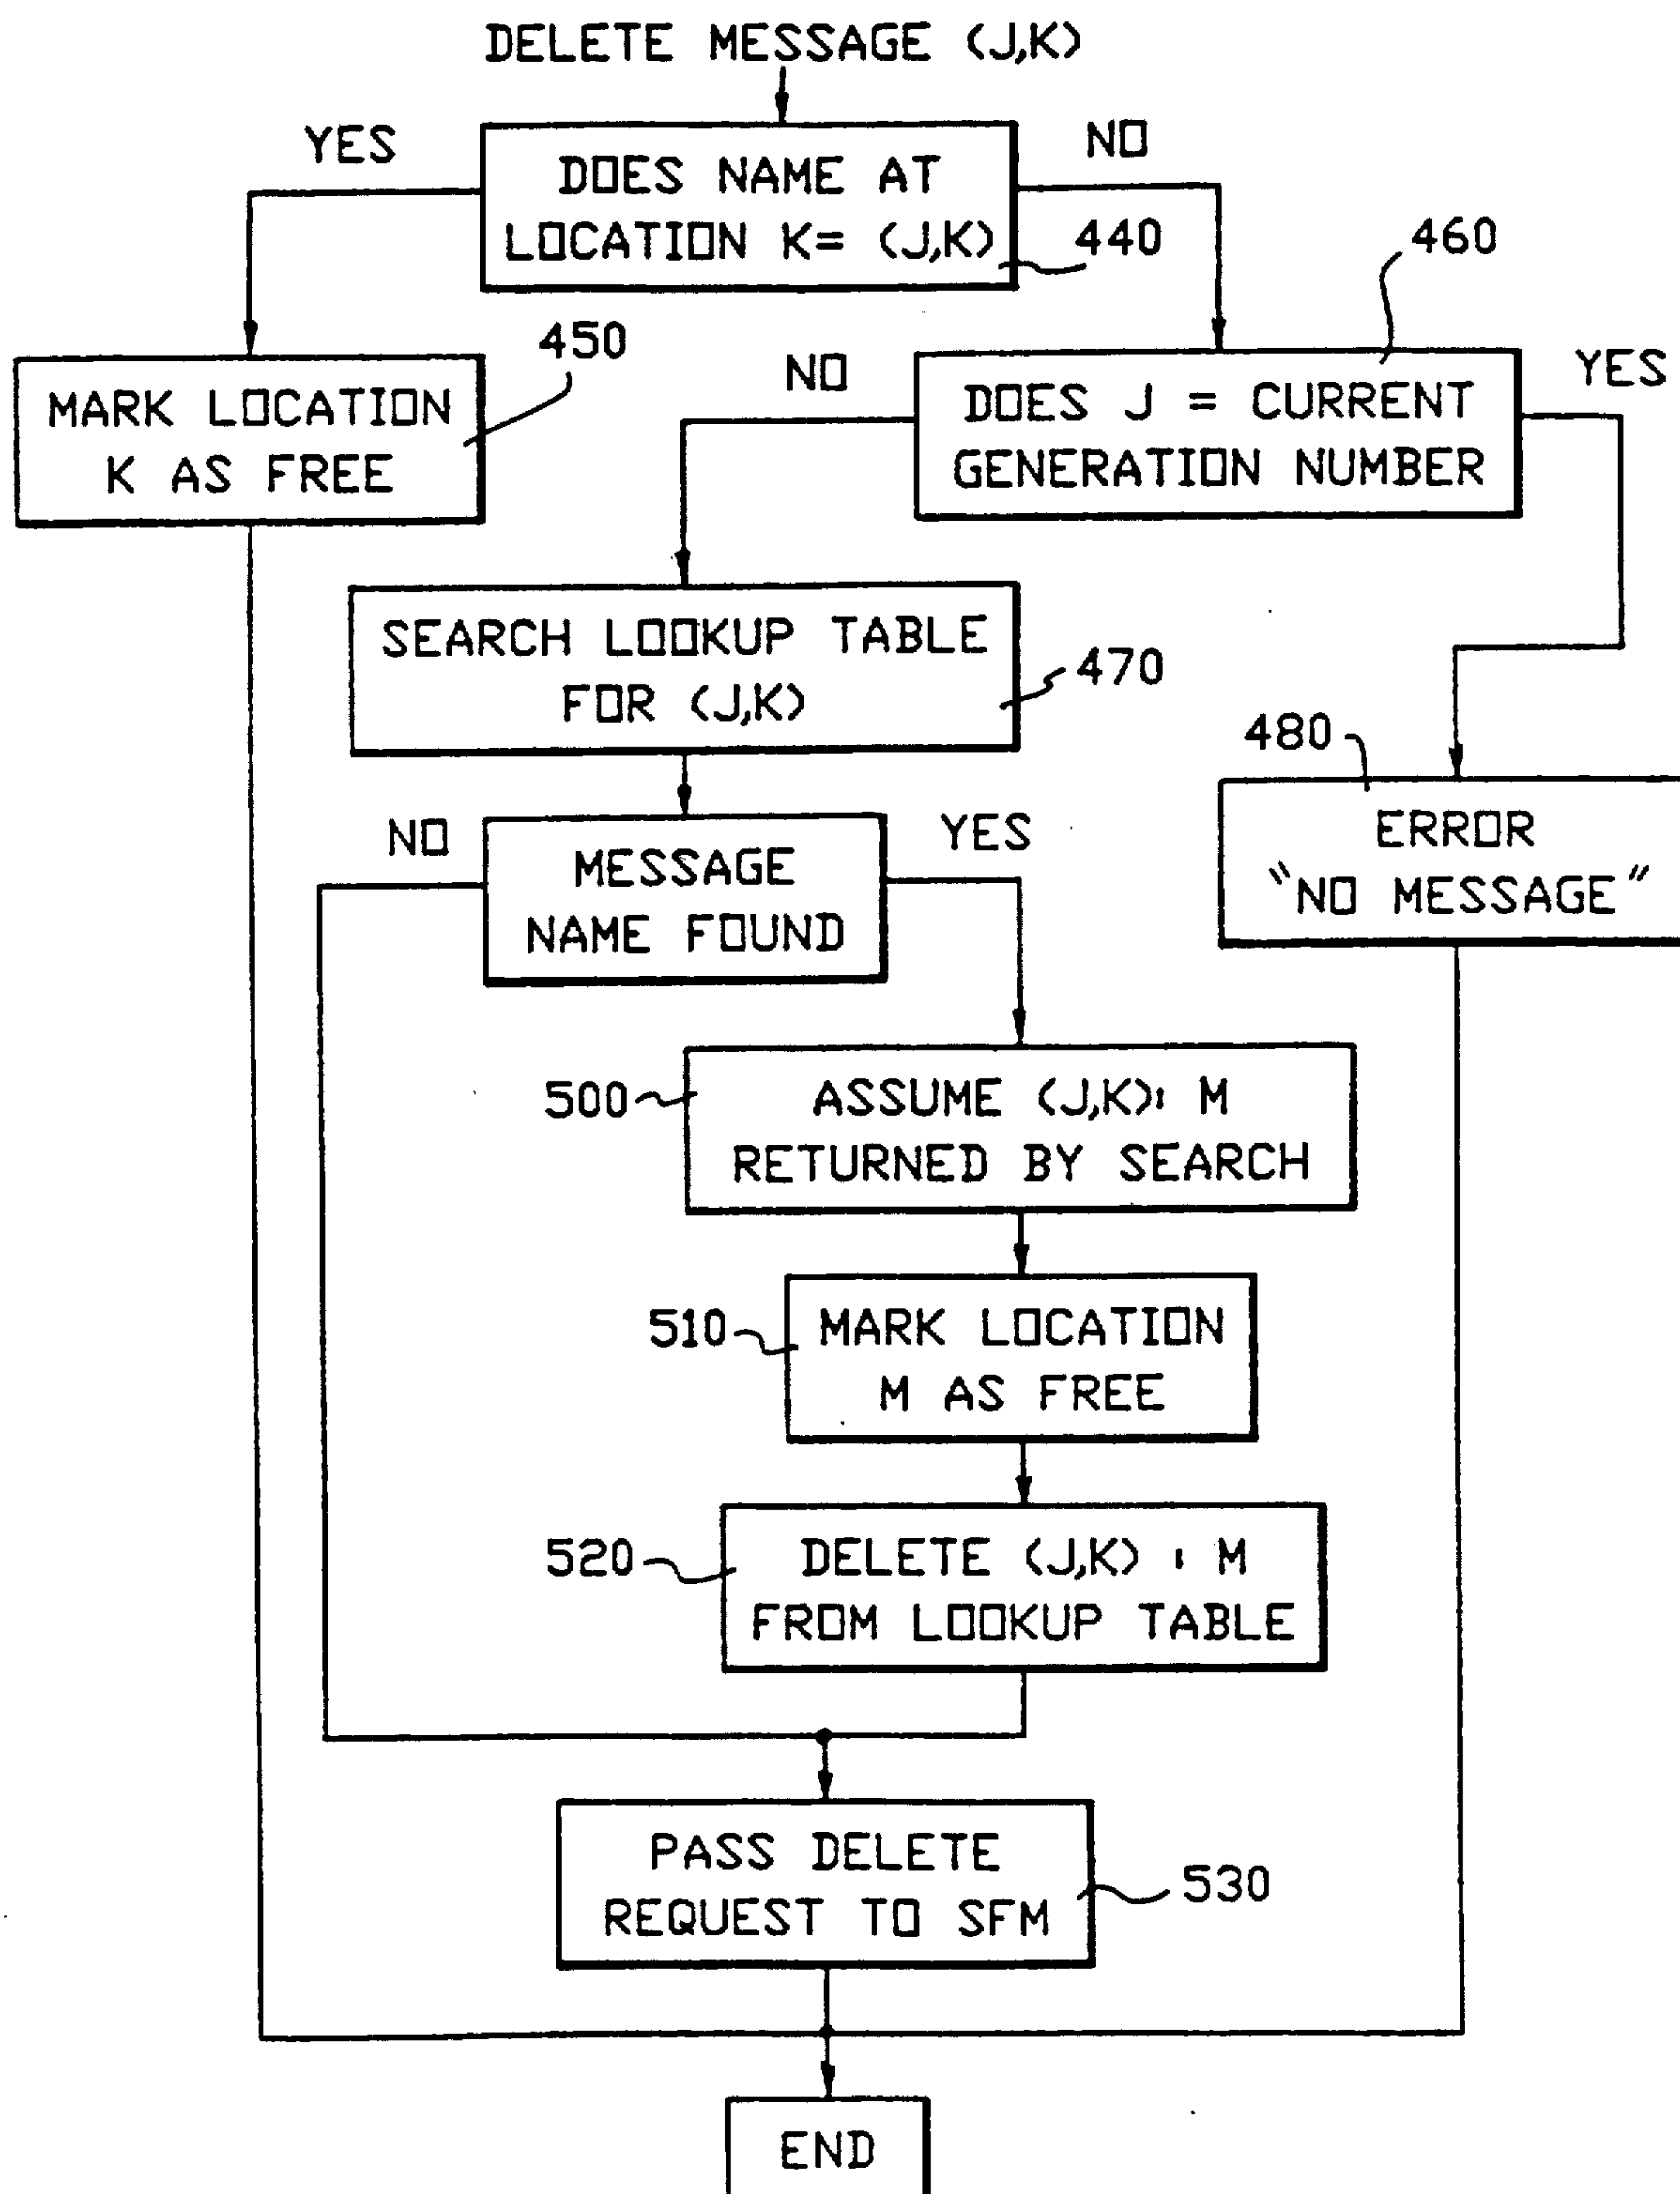 DELETE MESSAGE (J,K)
YES
NO
DOES NAME AT
LOCATION K= (J,K)
440
460
450
MARK LOCATION
K AS FREE
NO
YES
DOES J = CURRENT
GENERATION NUMBER
SEARCH LOOKUP TABLE
FOR (J,K)
470
480
ERROR
"NO MESSAGE"
NO
YES
MESSAGE
NAME FOUND
500
ASSUME (J,K): M
RETURNED BY SEARCH
510
MARK LOCATION
M AS FREE
520
DELETE (J,K) : M
FROM LOOKUP TABLE
PASS DELETE
REQUEST TO SFM
530
END